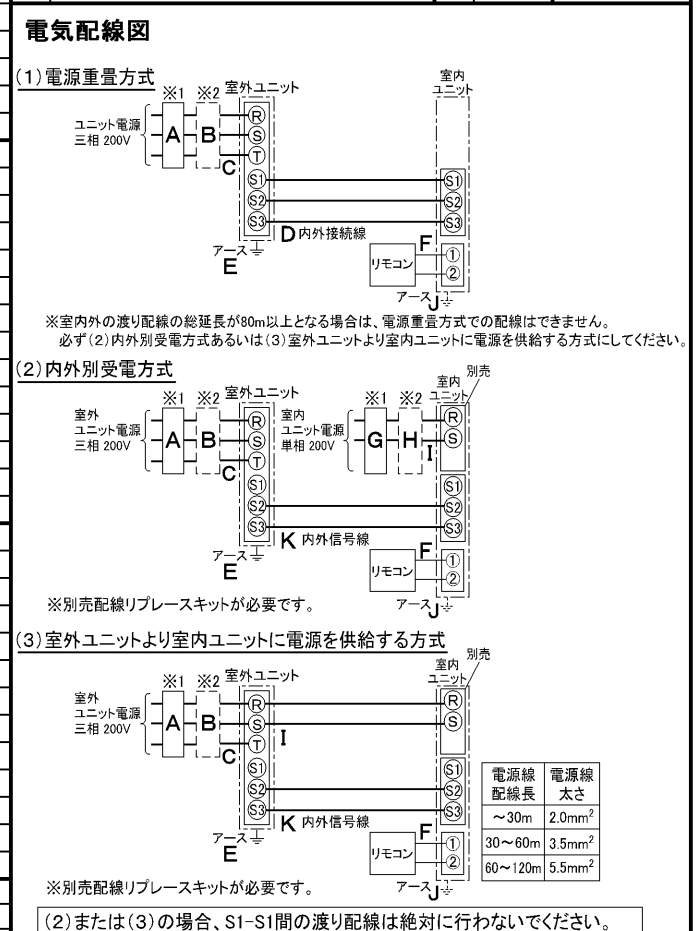 電気配線図
(1)電源重畳方式
※1 ※2 室外ユニット
室内
ユニット
ユニット電源
三相 200V
A B C
R
S
T
S1
S2
S3
S1
S2
S3
D 内外接続線
アース
E
リモコン
F
①
②
アース J
※室内外の渡り配線の総延長が80m以上となる場合は、電源重畳方式での配線はできません。
必ず(2)内外別受電方式あるいは(3)室外ユニットより室内ユニットに電源を供給する方式にしてください。
(2)内外別受電方式
※1 ※2 室外ユニット
室外
ユニット電源
三相 200V
A B C
R
S
T
S1
S2
S3
室内
ユニット電源
単相 200V
※1 ※2
G H I
室内
ユニット
別売
R
S
S1
S2
S3
K 内外信号線
アース
E
リモコン
F
①
②
アース J
※別売配線リプレースキットが必要です。
(3)室外ユニットより室内ユニットに電源を供給する方式
※1 ※2 室外ユニット
室外
ユニット電源
三相 200V
A B C
R
S
T
S1
S2
S3
I
室内
ユニット
別売
R
S
S1
S2
S3
K 内外信号線
アース
E
リモコン
F
①
②
アース J
電源線配線長 電源線太さ
～30m 2.0mm²
30～60m 3.5mm²
60～120m 5.5mm²
※別売配線リプレースキットが必要です。
(2)または(3)の場合、S1-S1間の渡り配線は絶対に行わないでください。